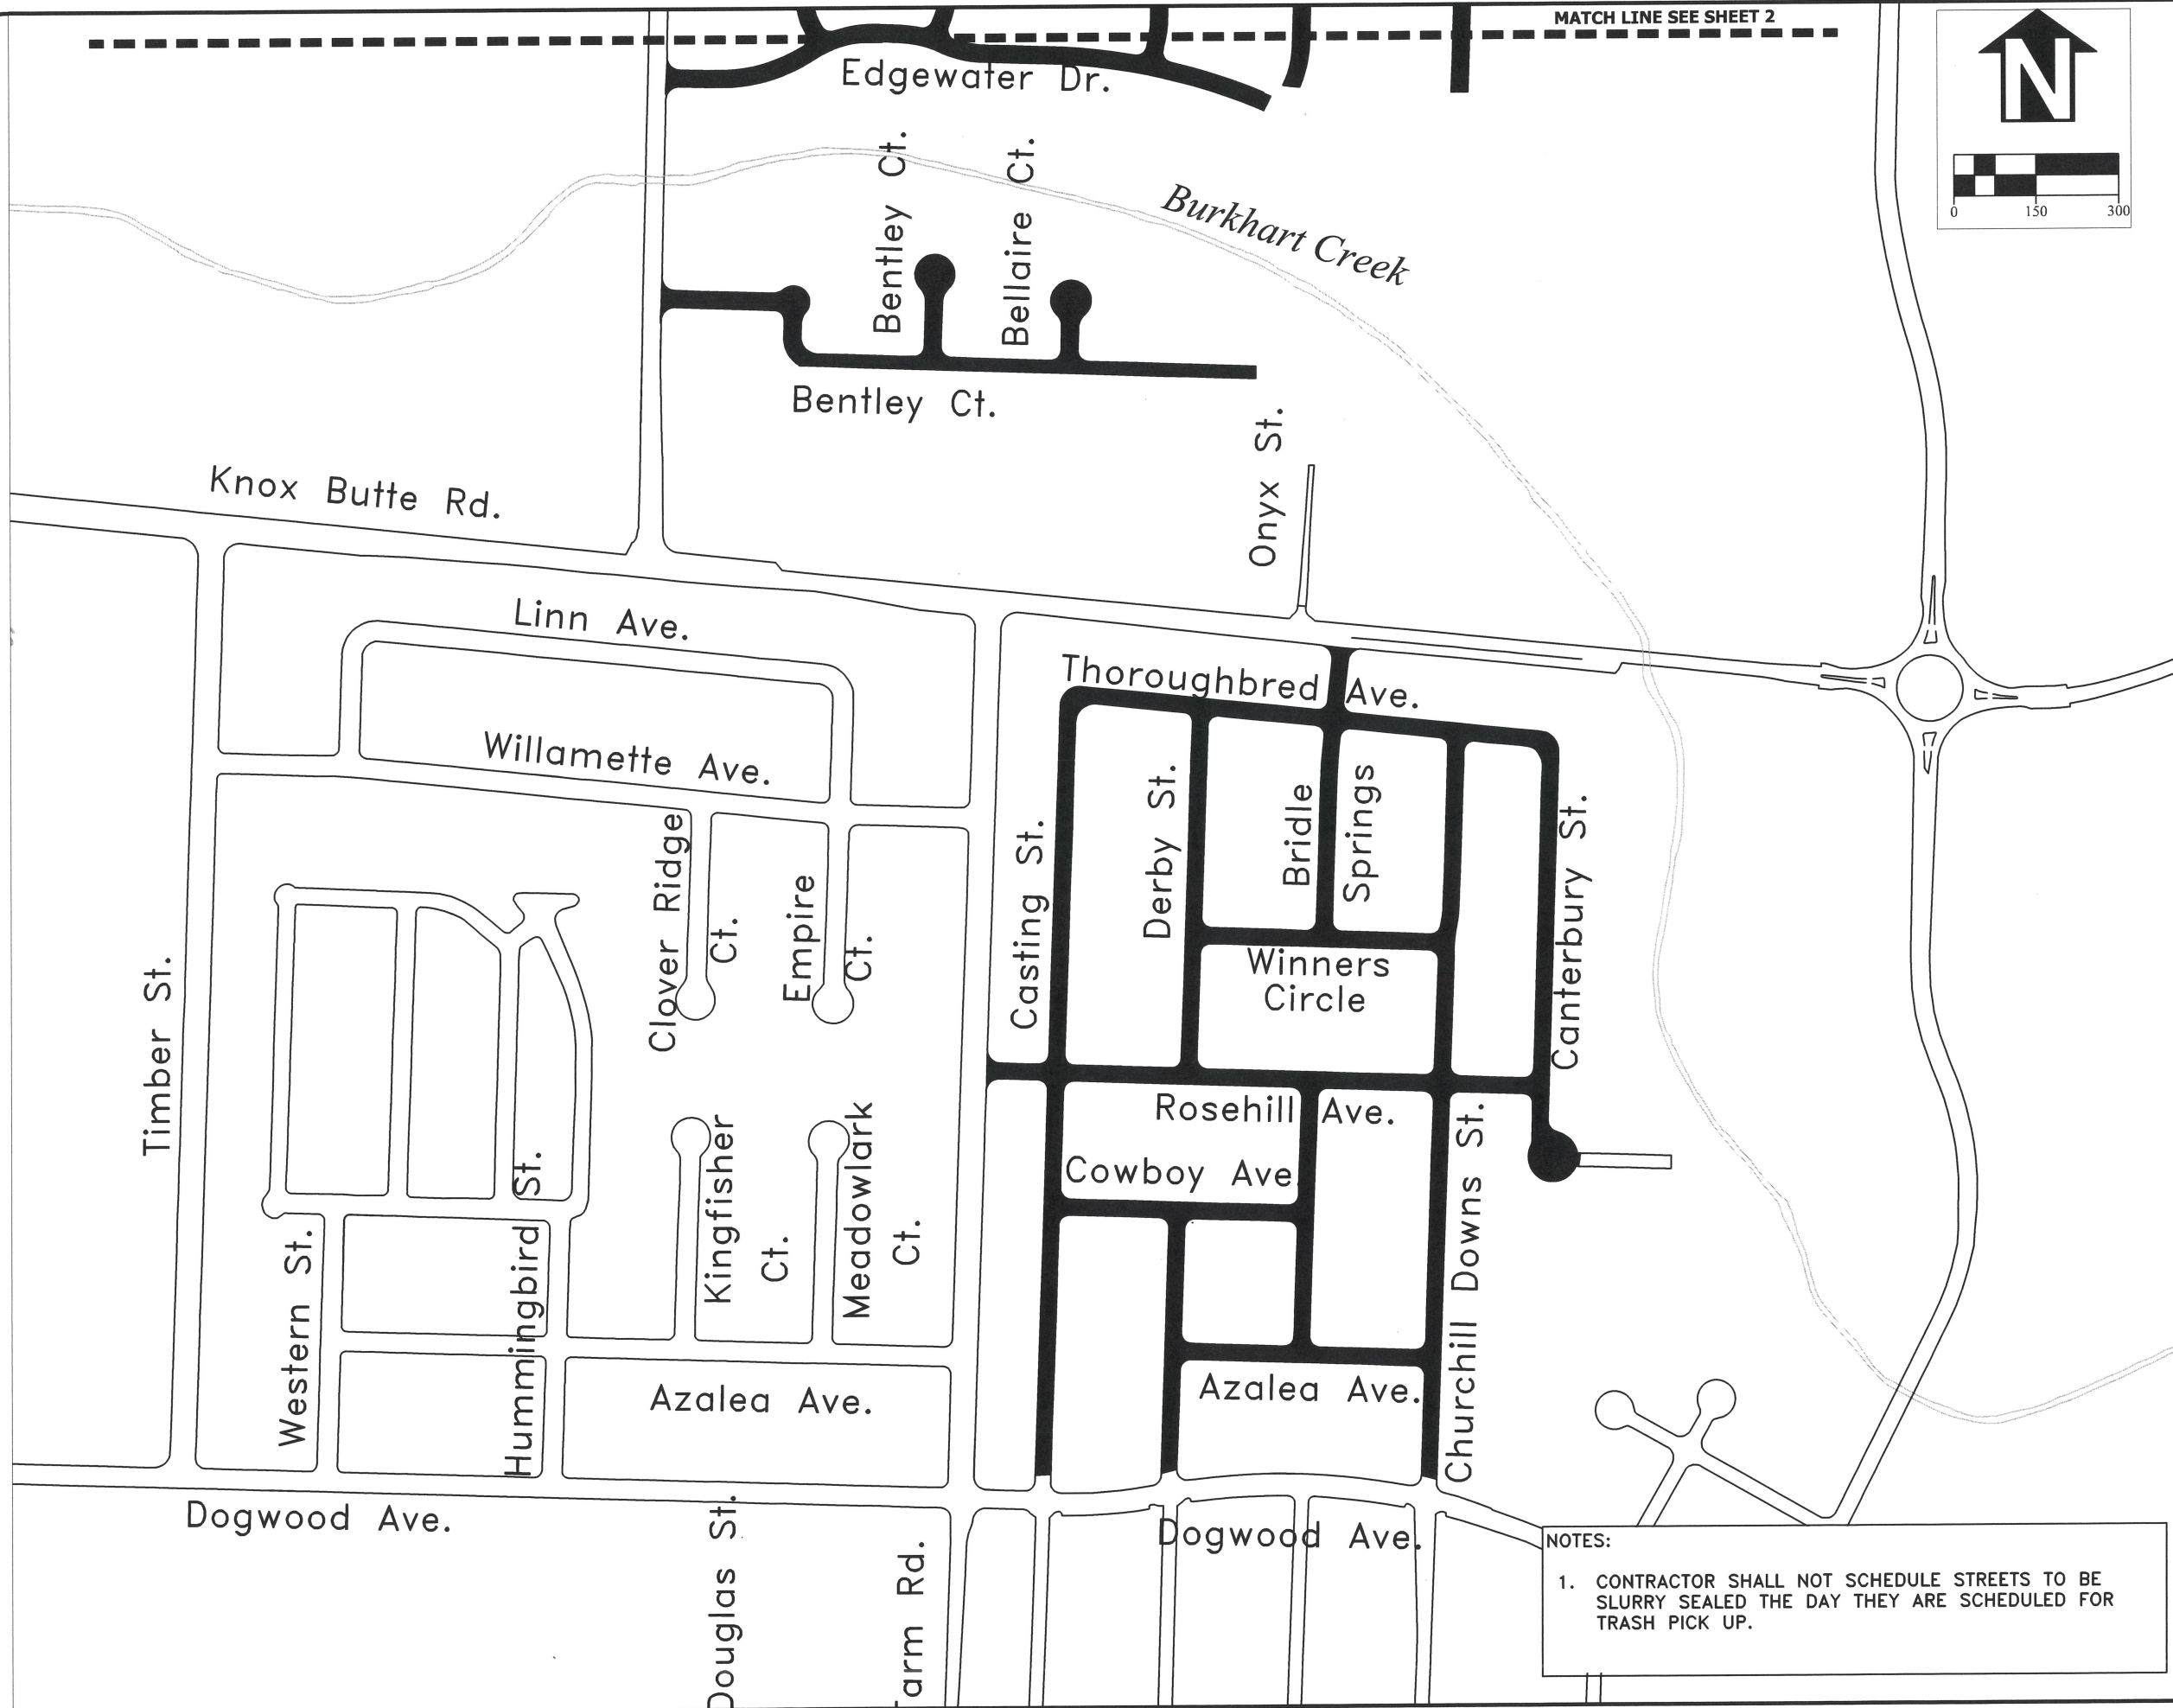 MATCH LINE SEE SHEET 2
N
0 150 300
Edgewater Dr.
Bentley Ct.
Bellaire Ct.
Burkhart Creek
Bentley Ct.
Onyx St.
Knox Butte Rd.
Linn Ave.
Thoroughbred Ave.
Willamette Ave.
Clover Ridge
Ct.
Empire
Ct.
Casting St.
Derby St.
Bridle
Springs
Canterbury St.
Winners
Circle
Timber St.
Rosehill Ave.
Cowboy Ave.
Kingfisher
Ct.
Meadowlark
Ct.
Western St.
Hummingbird St.
Churchill Downs St.
Azalea Ave.
Azalea Ave.
Dogwood Ave.
Dogwood Ave.
Douglas St.
Rd.
NOTES:
1. CONTRACTOR SHALL NOT SCHEDULE STREETS TO BE
SLURRY SEALED THE DAY THEY ARE SCHEDULED FOR
TRASH PICK UP.